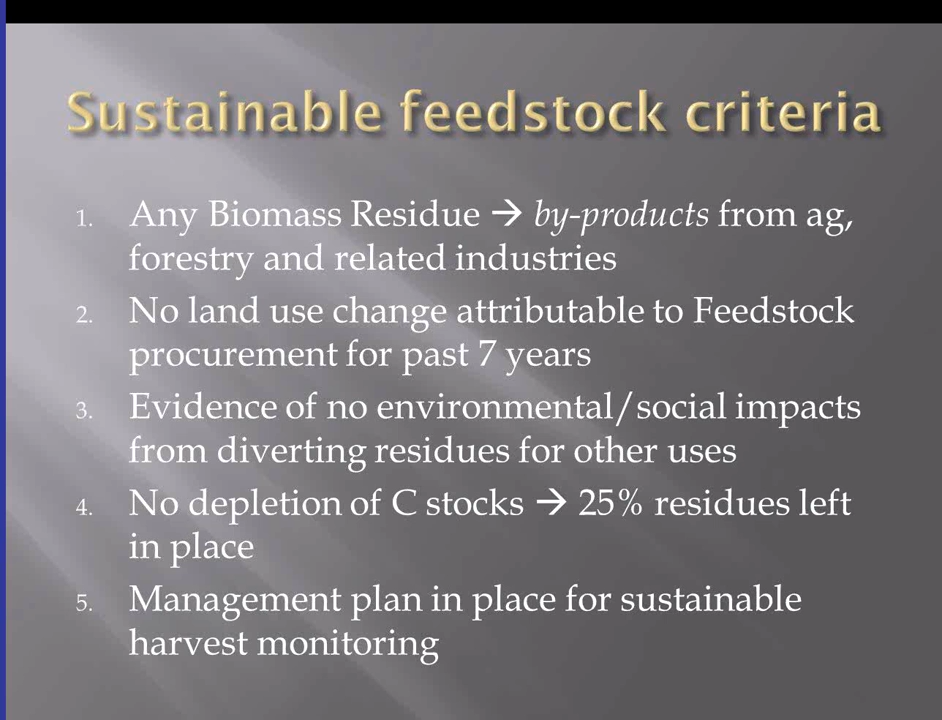 Sustainable feedstock criteria
1. Any Biomass Residue → by-products from ag,
forestry and related industries
2. No land use change attributable to Feedstock
procurement for past 7 years
3. Evidence of no environmental/social impacts
from diverting residues for other uses
4. No depletion of C stocks → 25% residues left
in place
5. Management plan in place for sustainable
harvest monitoring